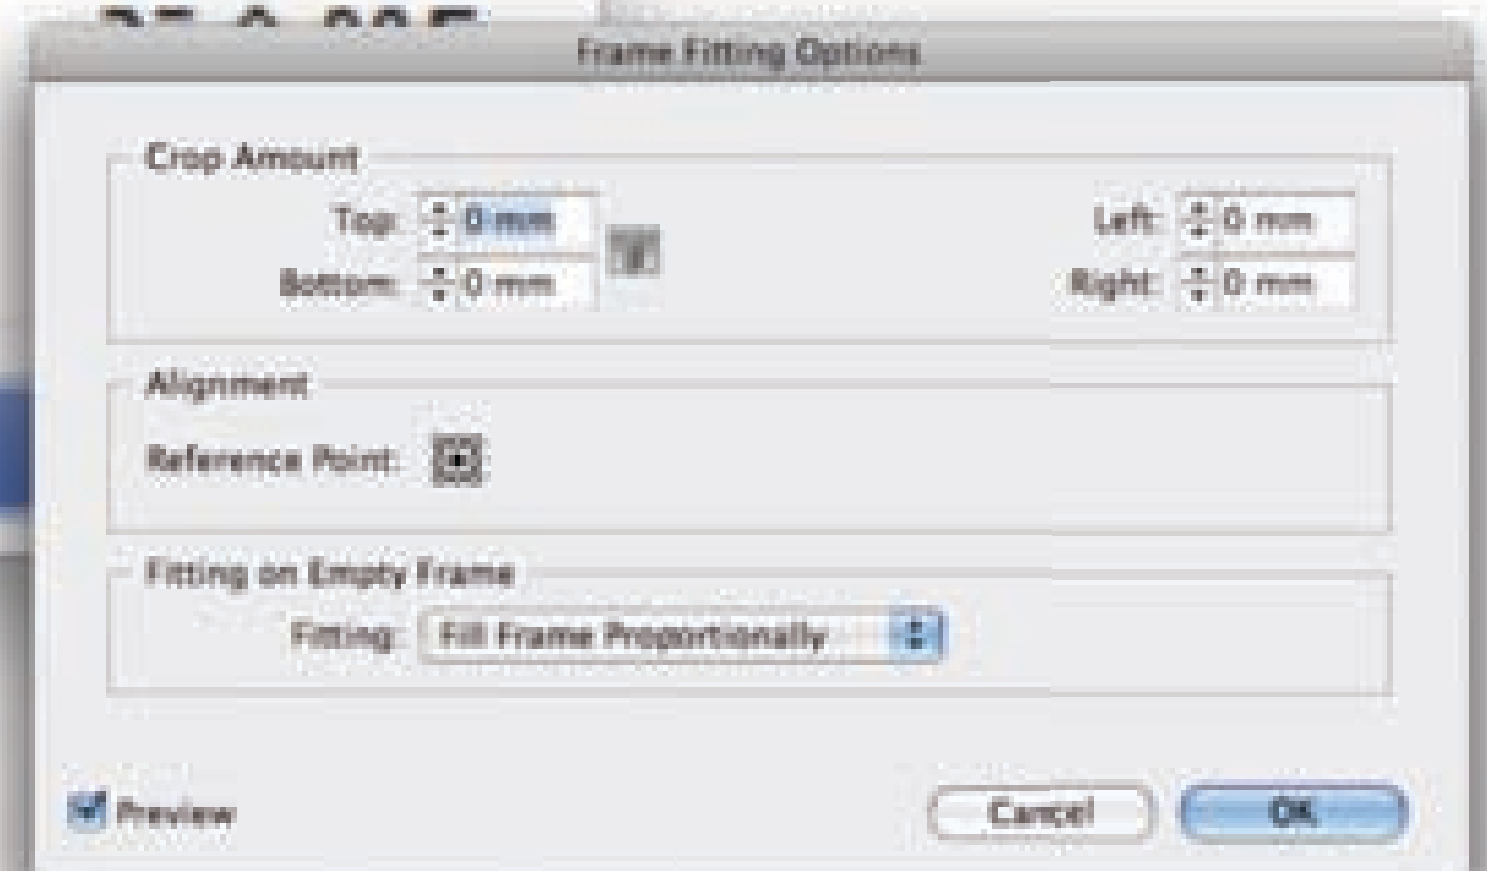 Frame Fitting Options
Crop Amount
Top: 0 mm
Left: 0 mm
Bottom: 0 mm
Right: 0 mm
Alignment
Reference Point:
Fitting on Empty Frame
Fitting: Fill Frame Proportionally
Preview
Cancel
OK